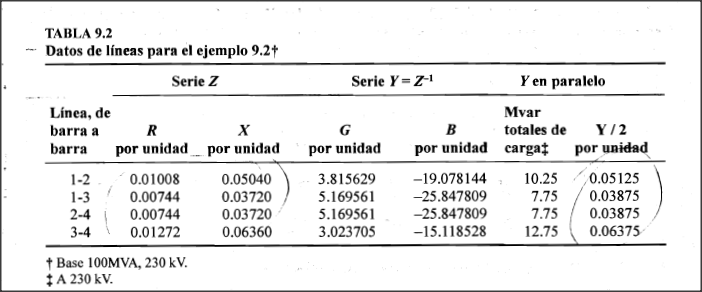 TABLA 9.2
Datos de líneas para el ejemplo 9.2†
Serie Z Serie Y = Z⁻¹ Y en paralelo
Línea, de barra a barra R por unidad X por unidad G por unidad B por unidad Mvar totales de carga‡ Y / 2 por unidad
1-2 0.01008 0.05040 3.815629 −19.078144 10.25 0.05125
1-3 0.00744 0.03720 5.169561 −25.847809 7.75 0.03875
2-4 0.00744 0.03720 5.169561 −25.847809 7.75 0.03875
3-4 0.01272 0.06360 3.023705 −15.118528 12.75 0.06375
† Base 100MVA, 230 kV.
‡ A 230 kV.